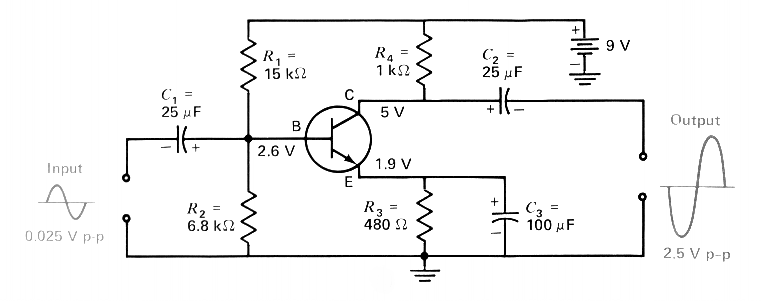 R₁ =
15 kΩ
R₄ =
1 kΩ
C₂ =
25 μF
+
−
9 V
C₁ =
25 μF
− +
B
2.6 V
C
5 V
+ −
Output
1.9 V
E
Input
0.025 V p-p
R₂ =
6.8 kΩ
R₃ =
480 Ω
+
−
C₃ =
100 μF
2.5 V p-p